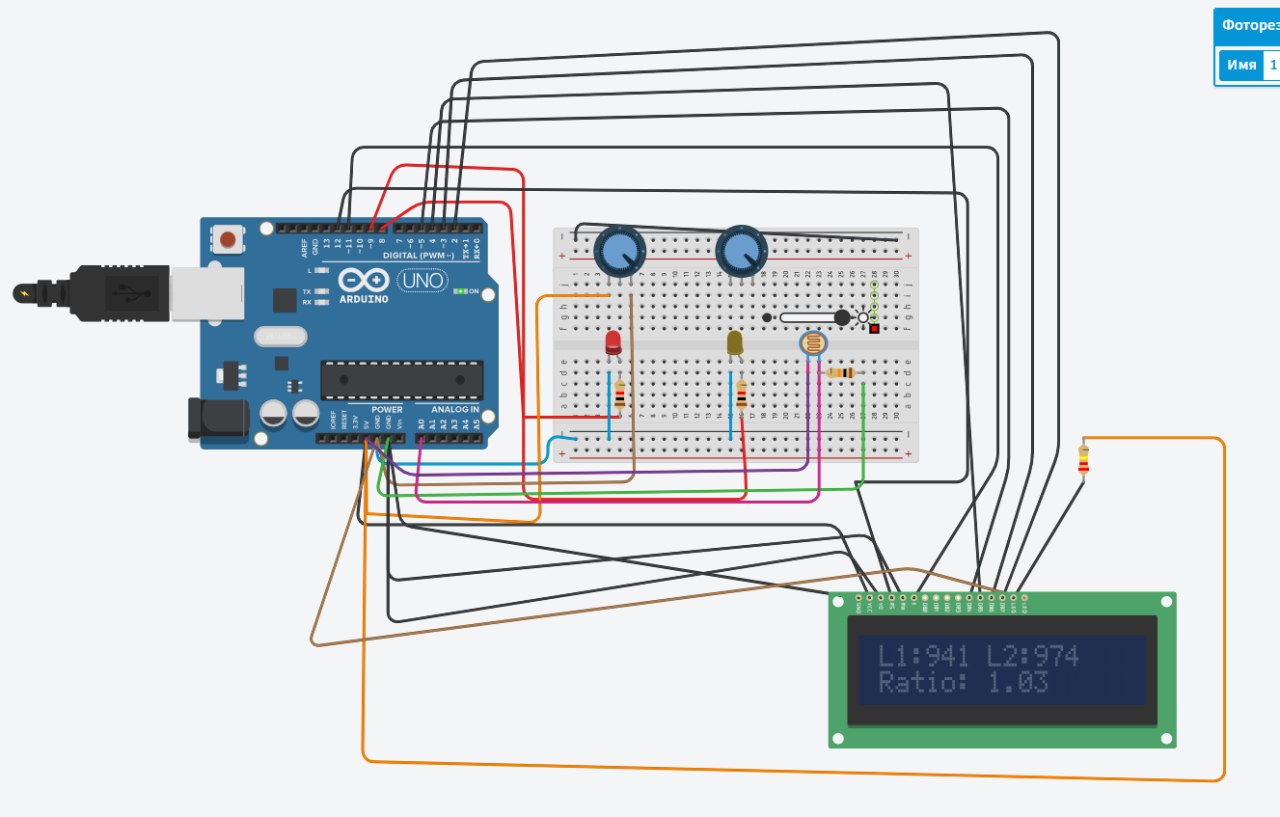 Фоторез
Имя 1
AREF
GND
13
12
~11
~10
~9
8
7
~6
~5
4
~3
2
TX→1
RX←0
DIGITAL (PWM~)
L
TX
RX
UNO
ON
ARDUINO
POWER
ANALOG IN
IOREF
RESET
3.3V
5V
GND
GND
Vin
A0
A1
A2
A3
A4
A5
L1:941 L2:974
Ratio: 1.03